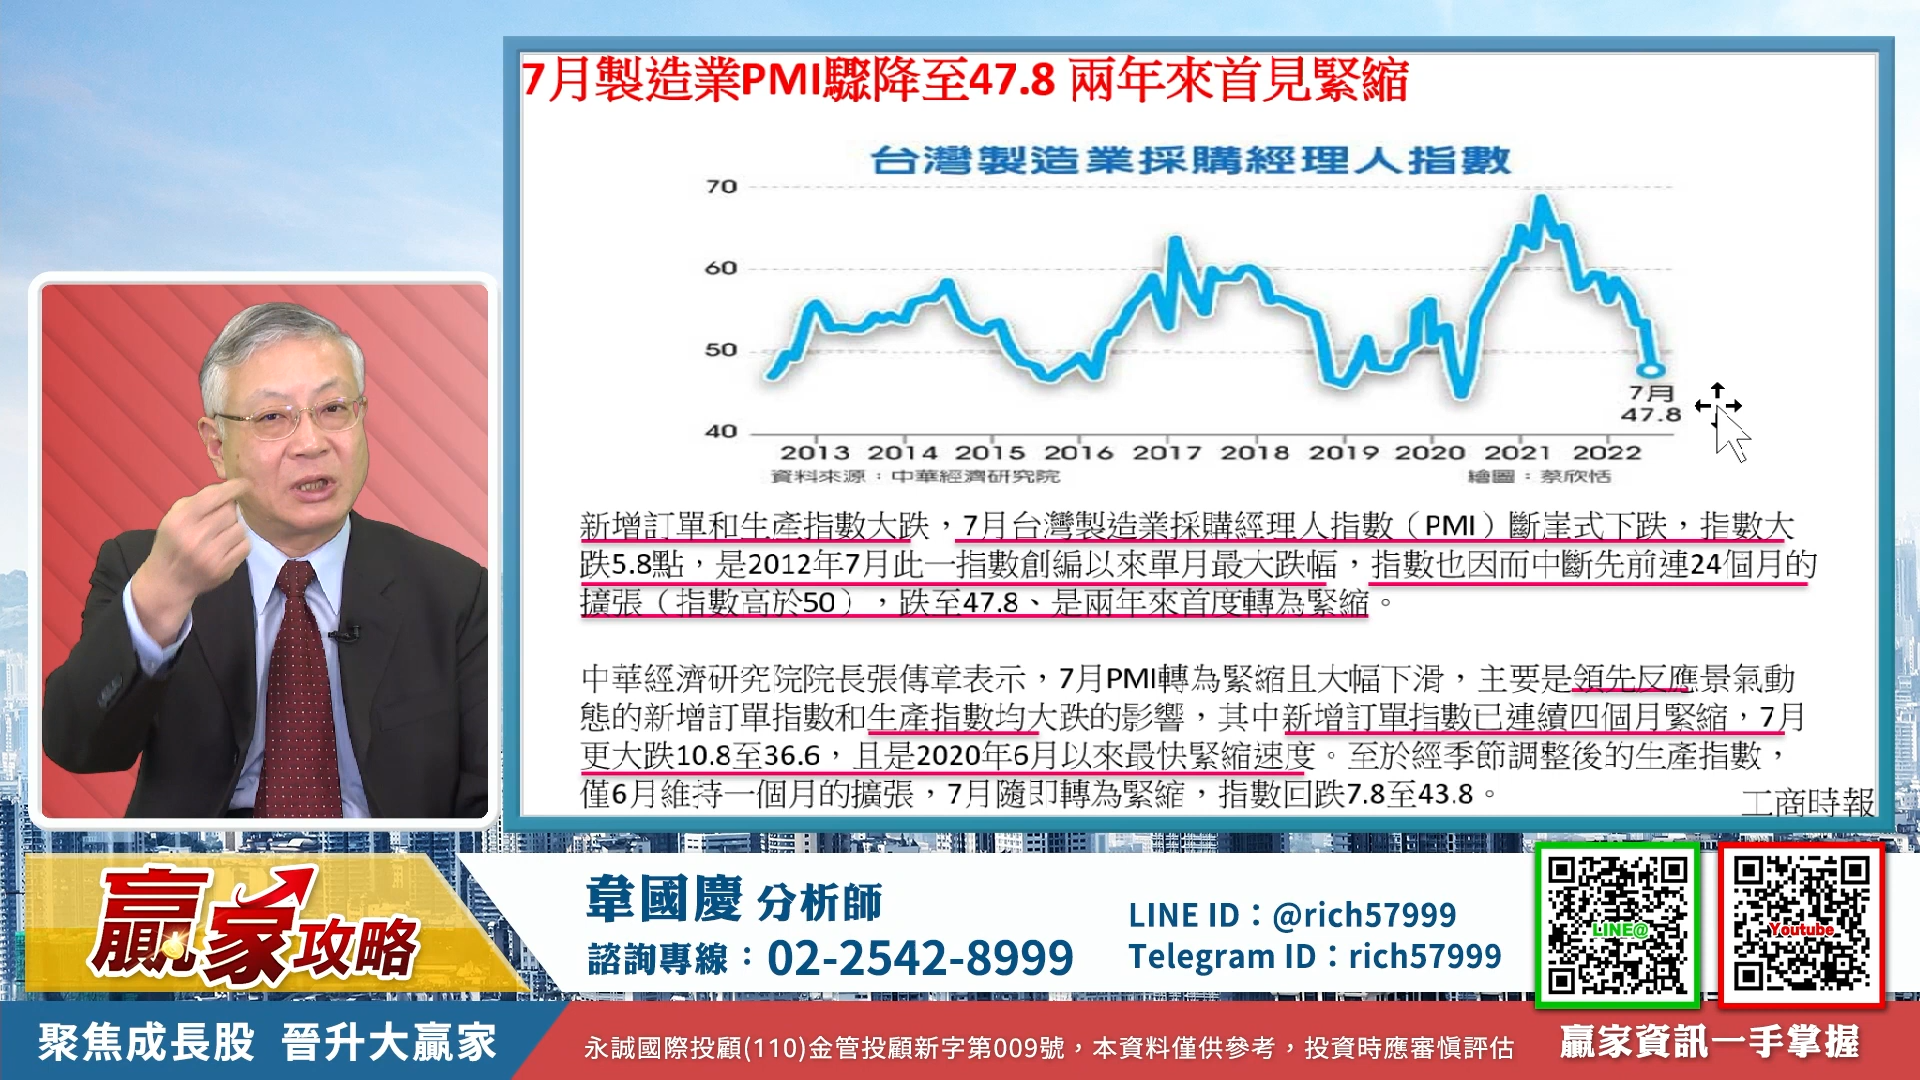 7月製造業PMI驟降至47.8 兩年來首見緊縮
台灣製造業採購經理人指數
70
60
50
40
7月
47.8
2013 2014 2015 2016 2017 2018 2019 2020 2021 2022
資料來源：中華經濟研究院
繪圖：蔡欣恬
新增訂單和生產指數大跌，7月台灣製造業採購經理人指數（PMI）斷崖式下跌，指數大
跌5.8點，是2012年7月此一指數創編以來單月最大跌幅，指數也因而中斷先前連24個月的
擴張（指數高於50），跌至47.8、是兩年來首度轉為緊縮。
中華經濟研究院院長張傳章表示，7月PMI轉為緊縮且大幅下滑，主要是領先反應景氣動
態的新增訂單指數和生產指數均大跌的影響，其中新增訂單指數已連續四個月緊縮，7月
更大跌10.8至36.6，且是2020年6月以來最快緊縮速度。至於經季節調整後的生產指數，
僅6月維持一個月的擴張，7月隨即轉為緊縮，指數回跌7.8至43.8。
工商時報
贏家攻略
韋國慶 分析師
諮詢專線：02-2542-8999
LINE ID：@rich57999
Telegram ID：rich57999
LINE@
Youtube
聚焦成長股 晉升大贏家
永誠國際投顧(110)金管投顧新字第009號，本資料僅供參考，投資時應審慎評估
贏家資訊一手掌握